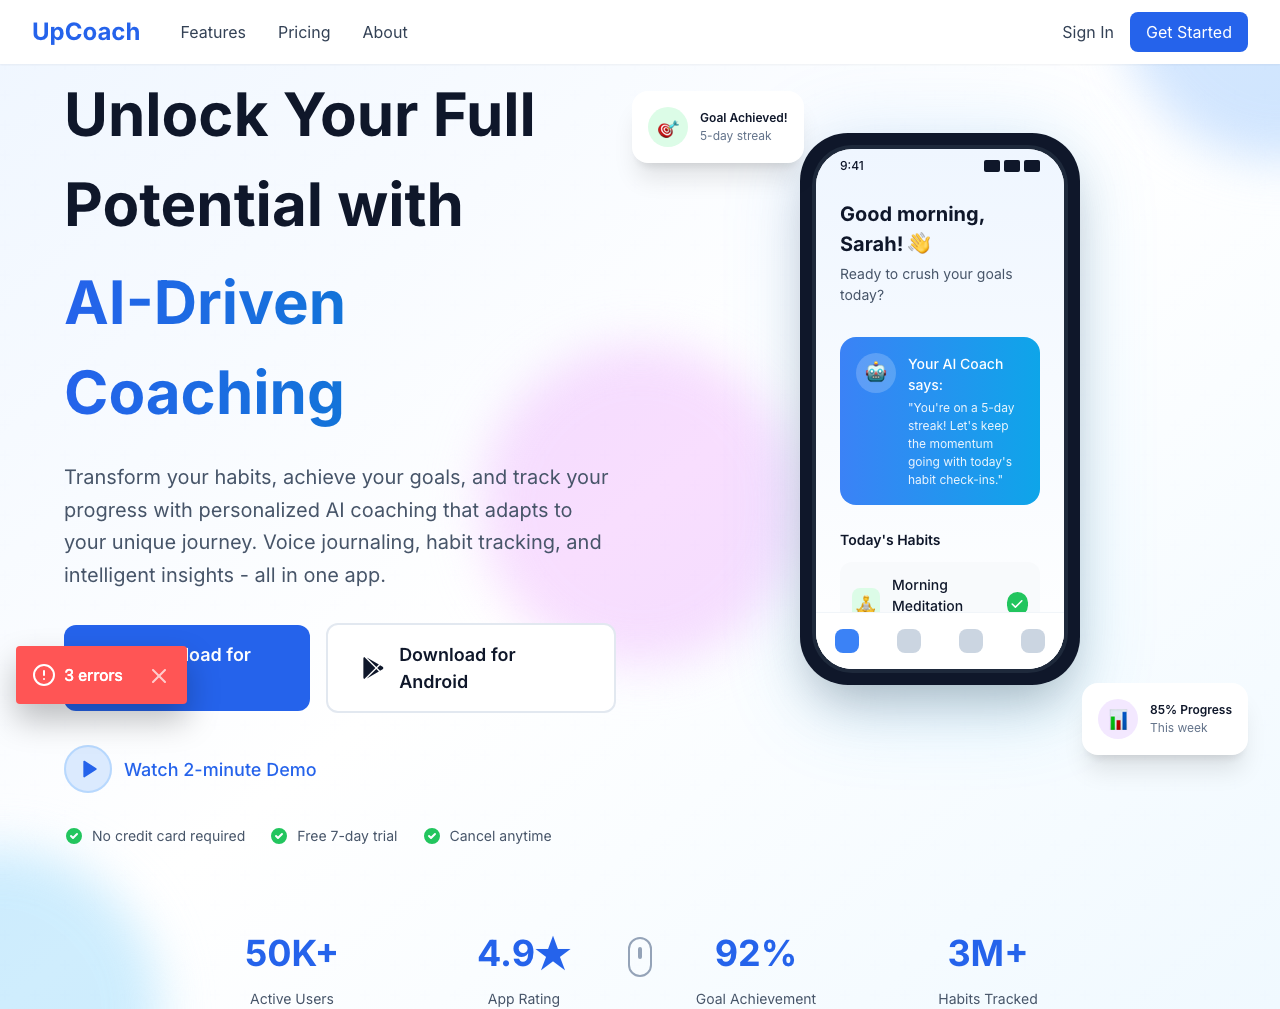 UpCoach
Features
Pricing
About
Sign In
Get Started
Unlock Your Full
Potential with
AI-Driven
Coaching
Transform your habits, achieve your goals, and track your
progress with personalized AI coaching that adapts to
your unique journey. Voice journaling, habit tracking, and
intelligent insights - all in one app.
for
3 errors
Download for
Android
Watch 2-minute Demo
No credit card required
Free 7-day trial
Cancel anytime
Goal Achieved!
5-day streak
9:41
Good morning,
Sarah! 👋
Ready to crush your goals
today?
Your AI Coach
says:
"You're on a 5-day
streak! Let's keep
the momentum
going with today's
habit check-ins."
Today's Habits
Morning
Meditation
85% Progress
This week
50K+
Active Users
4.9★
App Rating
92%
Goal Achievement
3M+
Habits Tracked